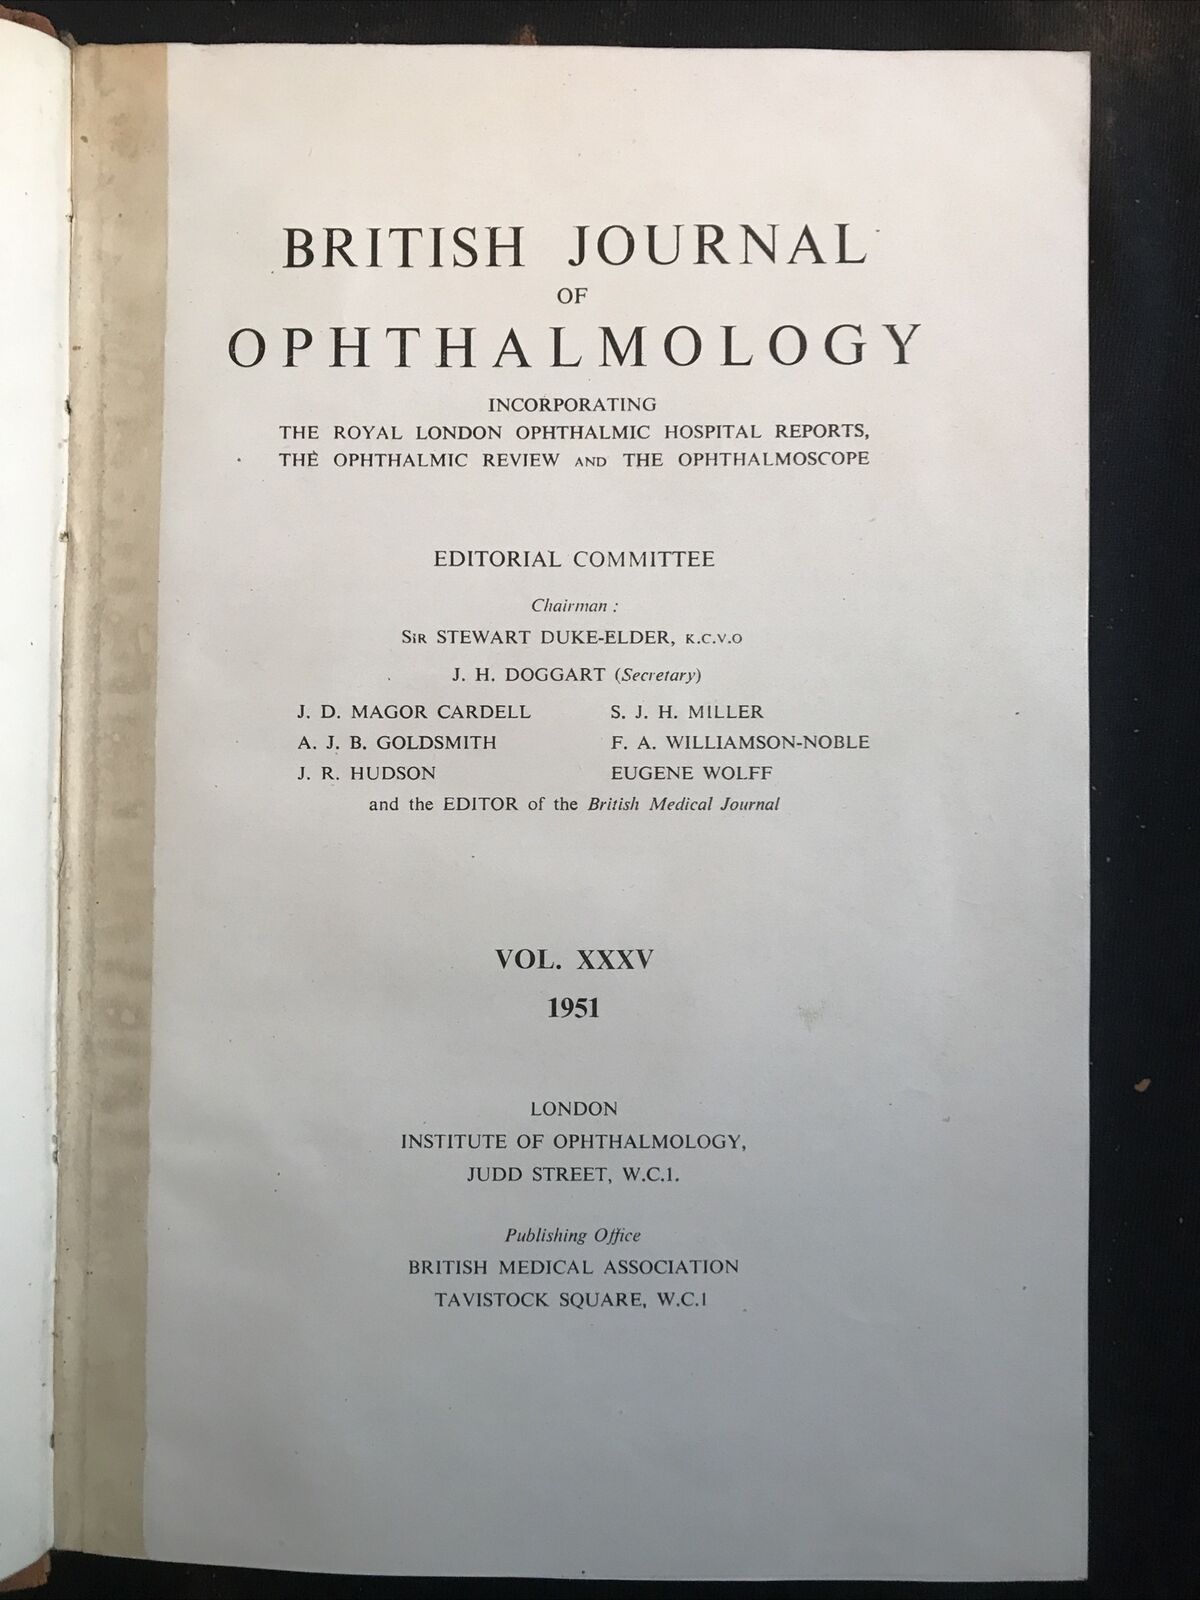 BRITISH JOURNAL
OF
OPHTHALMOLOGY
INCORPORATING
THE ROYAL LONDON OPHTHALMIC HOSPITAL REPORTS,
THE OPHTHALMIC REVIEW AND THE OPHTHALMOSCOPE
EDITORIAL COMMITTEE
Chairman :
SIR STEWART DUKE-ELDER, K.C.V.O
J. H. DOGGART (Secretary)
J. D. MAGOR CARDELL S. J. H. MILLER
A. J. B. GOLDSMITH F. A. WILLIAMSON-NOBLE
J. R. HUDSON EUGENE WOLFF
and the EDITOR of the British Medical Journal
VOL. XXXV
1951
LONDON
INSTITUTE OF OPHTHALMOLOGY,
JUDD STREET, W.C.1.
Publishing Office
BRITISH MEDICAL ASSOCIATION
TAVISTOCK SQUARE, W.C.1